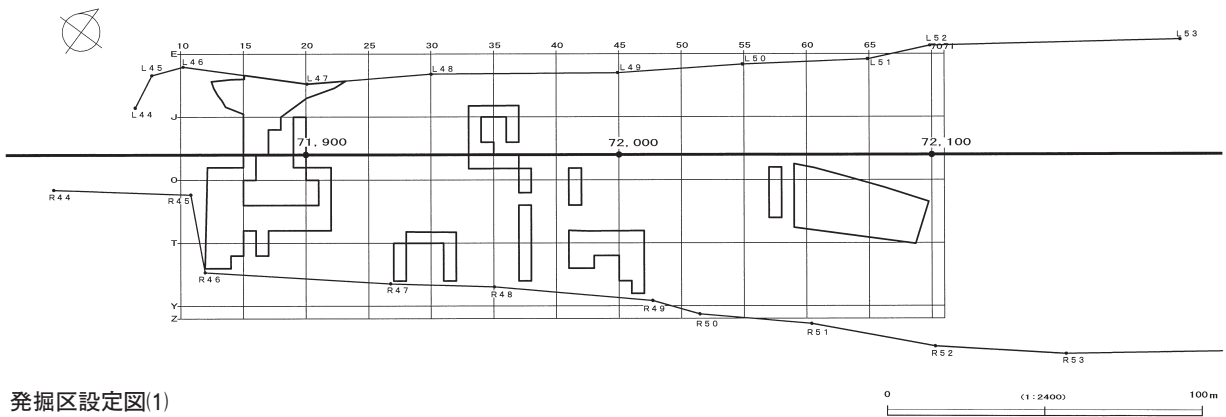 L53
L52
7071
10 15 20 25 30 35 40 45 50 55 60 65
E
L45 L46 L47 L48 L49 L50 L51
L44
J
71,900 72,000 72,100
O
R44 R45
T
R46 R47 R48 R49 R50 R51 R52 R53
Y
Z
発掘区設定図(1)
0 (1:2400) 100m